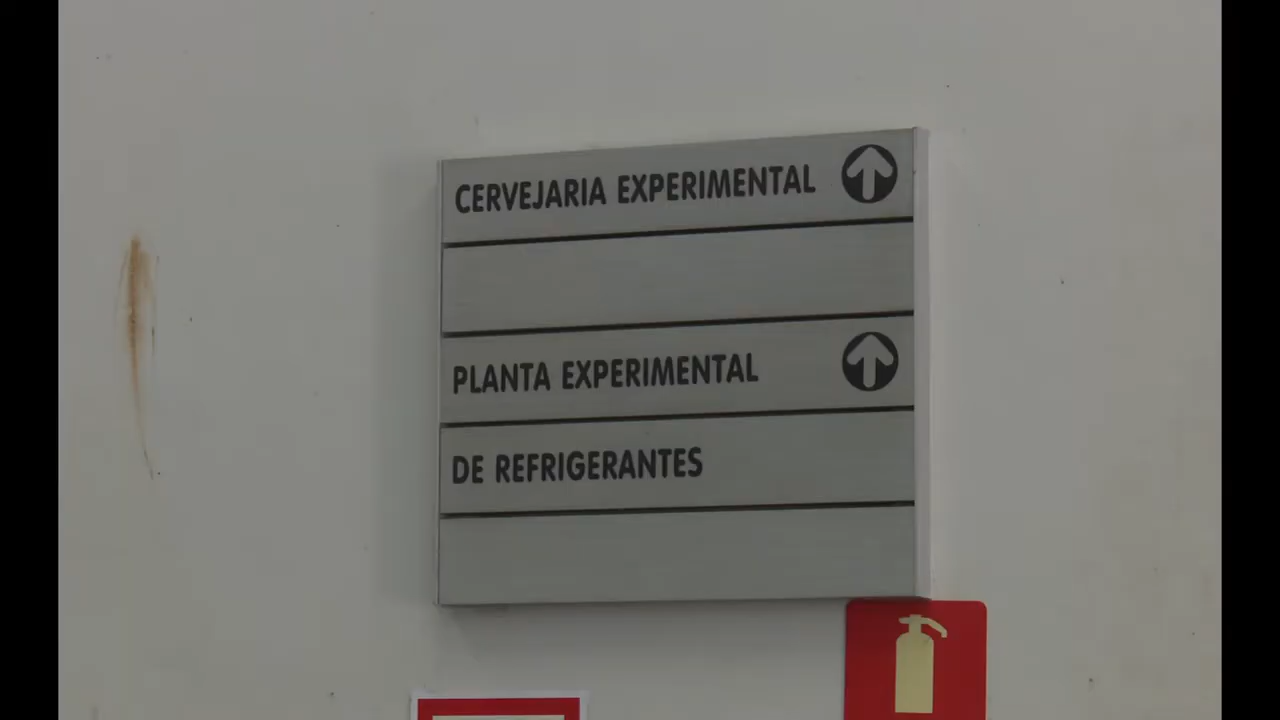 CERVEJARIA EXPERIMENTAL
PLANTA EXPERIMENTAL
DE REFRIGERANTES